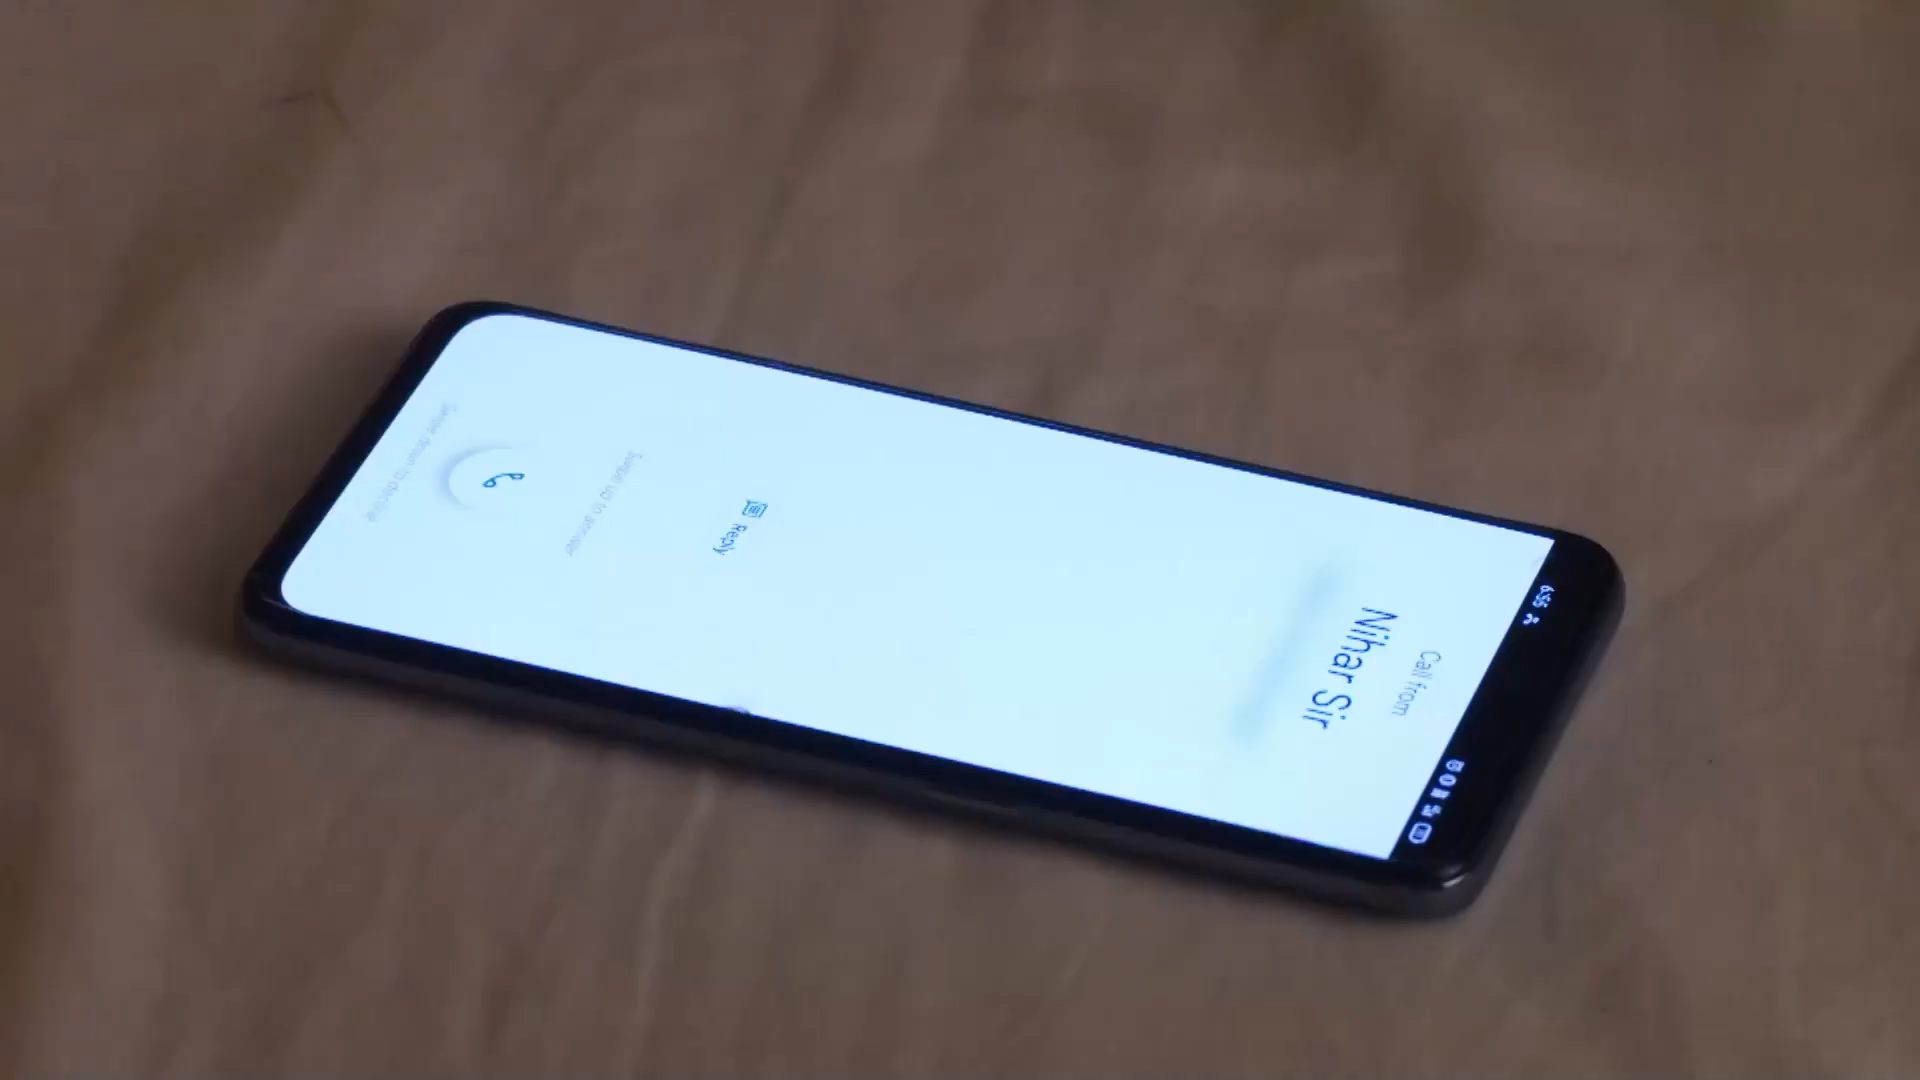 6:55
Call from
Nihar Sir
Reply
Swipe up to answer
Swipe down to decline